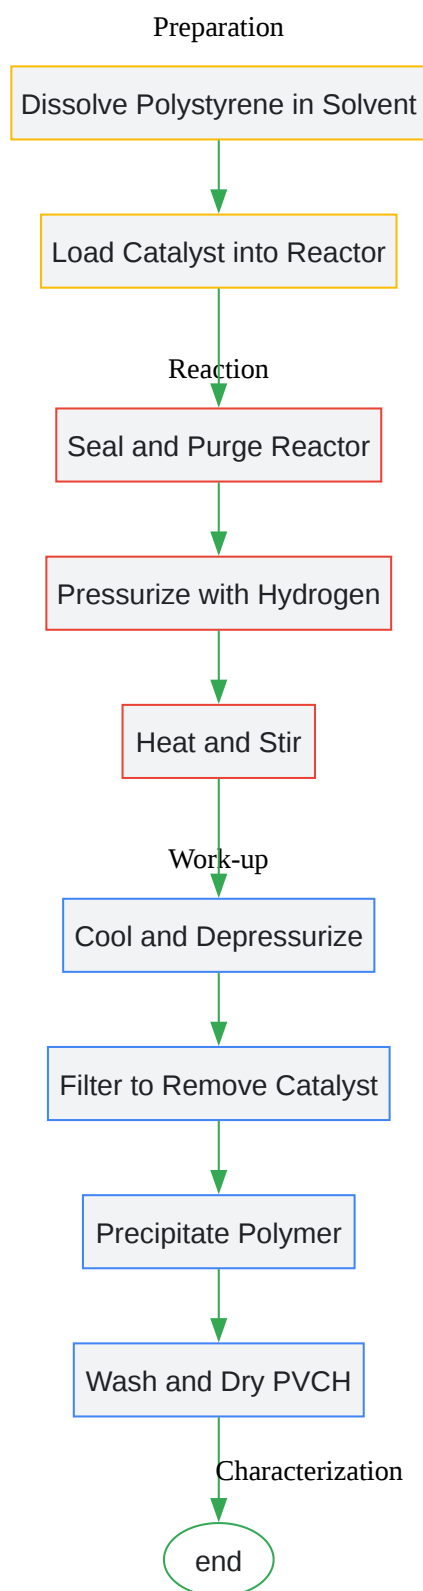 Preparation
Dissolve Polystyrene in Solvent
Load Catalyst into Reactor
Reaction
Seal and Purge Reactor
Pressurize with Hydrogen
Heat and Stir
Work-up
Cool and Depressurize
Filter to Remove Catalyst
Precipitate Polymer
Wash and Dry PVCH
Characterization
end